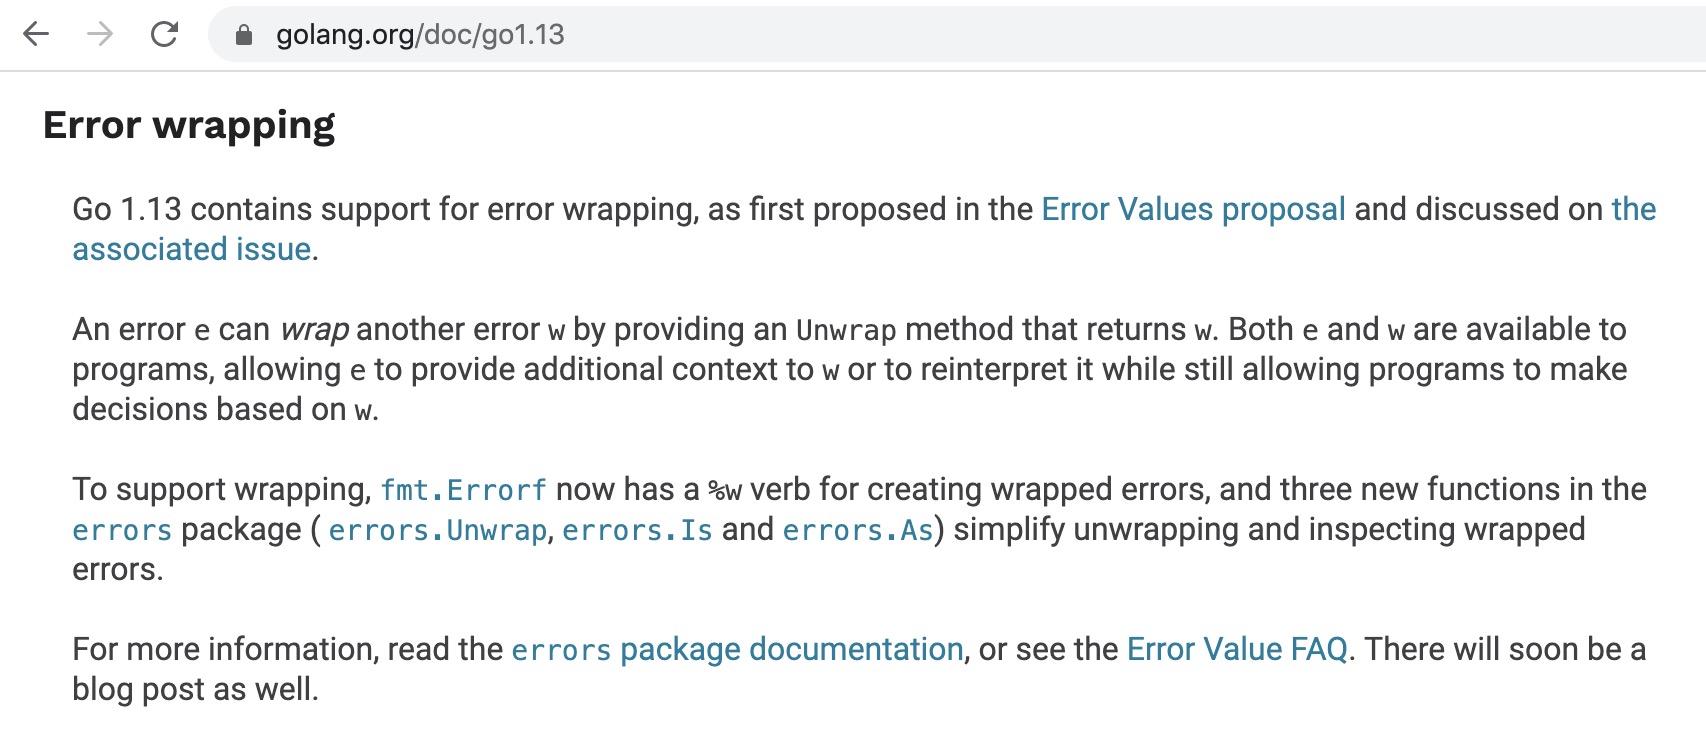 golang.org/doc/go1.13
Error wrapping
Go 1.13 contains support for error wrapping, as first proposed in the Error Values proposal and discussed on the
associated issue.
An error e can wrap another error w by providing an Unwrap method that returns w. Both e and w are available to
programs, allowing e to provide additional context to w or to reinterpret it while still allowing programs to make
decisions based on w.
To support wrapping, fmt.Errorf now has a %w verb for creating wrapped errors, and three new functions in the
errors package ( errors.Unwrap, errors.Is and errors.As) simplify unwrapping and inspecting wrapped
errors.
For more information, read the errors package documentation, or see the Error Value FAQ. There will soon be a
blog post as well.